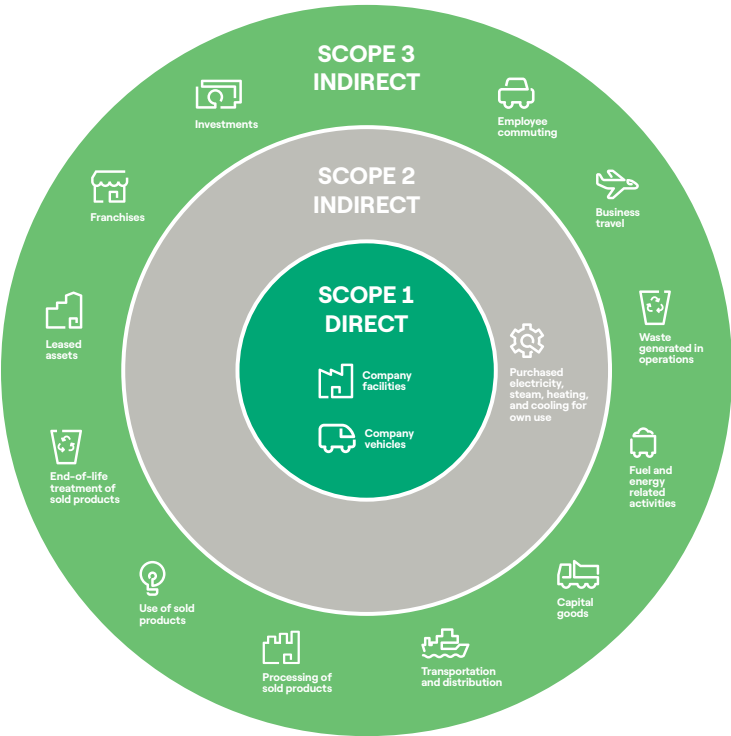 SCOPE 3
INDIRECT
Investments
Employee
commuting
Franchises
Business
travel
SCOPE 2
INDIRECT
Leased
assets
Waste
generated in
operations
SCOPE 1
DIRECT
Company
facilities
Company
vehicles
Purchased
electricity,
steam, heating,
and cooling for
own use
End-of-life
treatment of
sold products
Fuel and
energy
related
activities
Use of sold
products
Capital
goods
Processing of
sold products
Transportation
and distribution